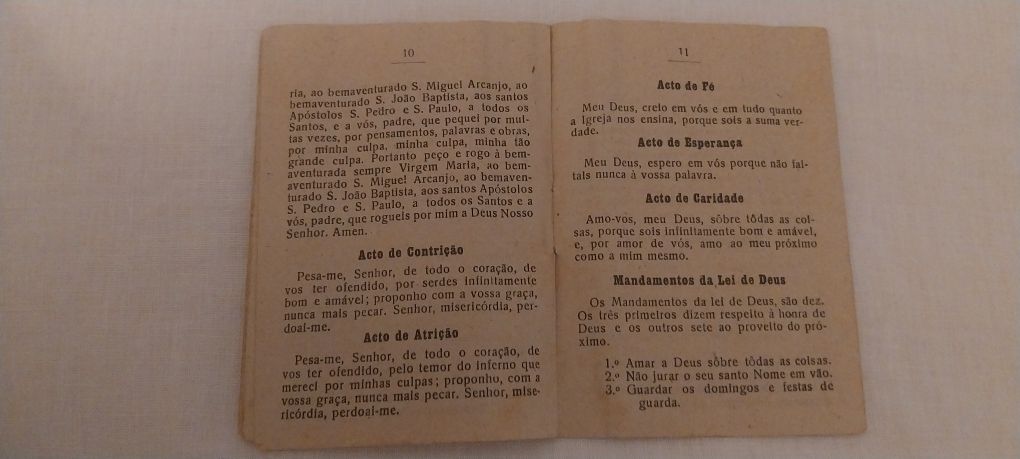 10
ria, ao bemaventurado S. Miguel Arcanjo, ao
bemaventurado S. João Baptista, aos santos
Apóstolos S. Pedro e S. Paulo, a todos os
Santos, e a vós, padre, que pequei por mui-
tas vezes, por pensamentos, palavras e obras,
por minha culpa, minha culpa, minha tão
grande culpa. Portanto peço e rogo à bem-
aventurada sempre Virgem Maria, ao bem-
aventurado S. Miguel Arcanjo, ao bemaven-
turado S. João Baptista, aos santos Apóstolos
S. Pedro e S. Paulo, a todos os Santos e a
vós, padre, que rogueis por mim a Deus Nosso
Senhor. Amen.
Acto de Contrição
Pesa-me, Senhor, de todo o coração, de
vos ter ofendido, por serdes infinitamente
bom e amável; proponho com a vossa graça,
nunca mais pecar. Senhor, misericórdia, per-
doai-me.
Acto de Atrição
Pesa-me, Senhor, de todo o coração, de
vos ter ofendido, pelo temor do inferno que
mereci por minhas culpas; proponho, com a
vossa graça, nunca mais pecar. Senhor, mise-
ricórdia, perdoai-me.
11
Acto de Fé
Meu Deus, creio em vós e em tudo quanto
a Igreja nos ensina, porque sois a suma ver-
dade.
Acto de Esperança
Meu Deus, espero em vós porque não fal-
tais nunca à vossa palavra.
Acto de Caridade
Amo-vos, meu Deus, sôbre tôdas as coi-
sas, porque sois infinitamente bom e amável,
e, por amor de vós, amo ao meu próximo
como a mim mesmo.
Mandamentos da Lei de Deus
Os Mandamentos da lei de Deus, são dez.
Os três primeiros dizem respeito à honra de
Deus e os outros sete ao proveito do pró-
ximo.
1.º Amar a Deus sôbre tôdas as coisas.
2.º Não jurar o seu santo Nome em vão.
3.º Guardar os domingos e festas de
guarda.